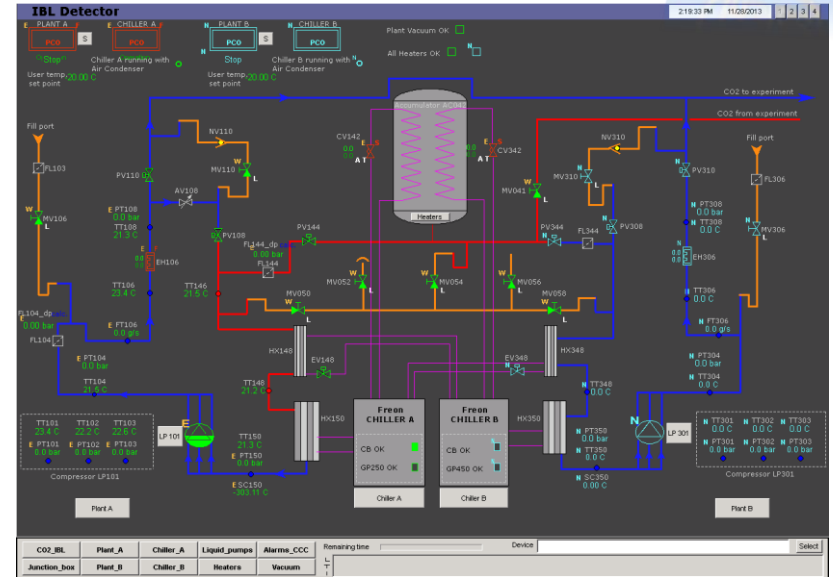 IBL Detector
2:19:33 PM 11/28/2013 1 2 3 4
E PLANT A
E CHILLER A
N PLANT B
N CHILLER B
PCO
S
PCO
PCO
S
PCO
"Stop"
Stop
Chiller A running with
Air Condenser
Chiller B running with N
Air Condenser
User temp.
set point
20.00 C
User temp.
set point
20.00 C
Plant Vacuum OK
All Heaters OK
N
CO2 to experiment
CO2 from experiment
Fill port
FL103
W
MV106
L
PV110
NV110
W
MV110
L
AV108
E PT108
0.0 bar
TT108
21.3 C
PV108
EH106
TT106
23.4 C
TT146
21.5 C
FL104_dp
E 0.00 bar
FL104
E FT106
0.0 g/s
E PT104
0.0 bar
TT104
21.6 C
Accumulator AC042
CV142
0.0
0.0
A T
S
CV342
0.0
0.0
A T
Heaters
PV144
FL144_dp
0.00 bar
FL144
W
MV041
L
W
MV052
L
W
MV054
W
MV056
L
W
MV050
L
W
MV058
L
NV310
N
MV310
L
PV310
PV308
N
PV344
FL344
N PT308
0.0 bar
N TT308
0.0 C
N
0.0
0.0
EH306
N TT306
0.0 C
N FT306
0.0 g/s
N PT304
0.0 bar
N TT304
0.0 C
Fill port
FL306
N
MV306
L
HX148
EV148
TT148
21.2 C
HX150
TT150
21.3 C
E PT150
0.0 bar
E SC150
-303.11 C
HX348
EV348
N
N TT348
0.0 C
HX350
N PT350
0.0 bar
N TT350
0.0 C
N SC350
0.00 C
Freon
CHILLER A
CB OK
GP250 OK
Chiller A
Freon
CHILLER B
CB OK
GP450 OK
Chiller B
TT101 TT102 TT103
23.4 C 22.2 C 22.6 C
E PT101 E PT102 E PT103
0.0 bar 0.0 bar 0.0 bar
Compressor LP101
LP 101
E
Plant A
LP 301
N
N TT301 N TT302 N TT303
0.0 C 0.0 C 0.0 C
N PT301 N PT302 N PT303
0.0 bar 0.0 bar 0.0 bar
Compressor LP301
Plant B
CO2_IBL Plant_A Chiller_A Liquid_pumps Alarms_CCC
Junction_box Plant_B Chiller_B Heaters Vacuum
Remaining time
Device
Select
L
T
I